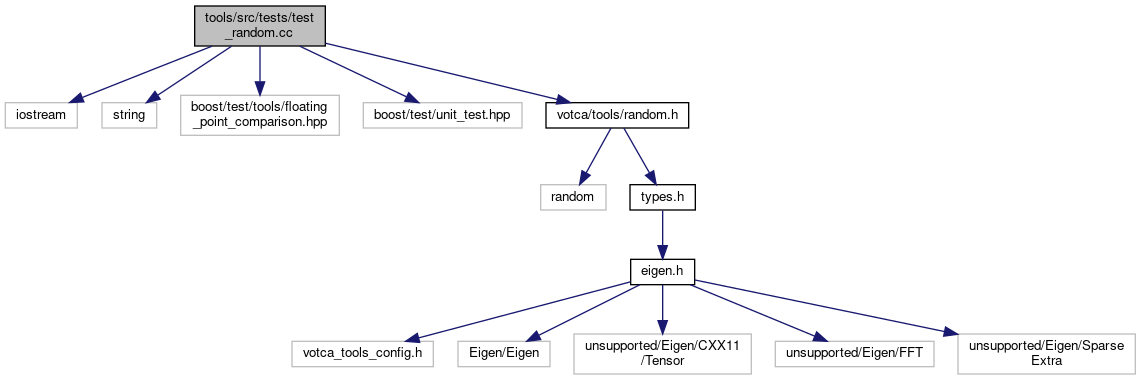 tools/src/tests/test
_random.cc
iostream
string
boost/test/tools/floating
_point_comparison.hpp
boost/test/unit_test.hpp
votca/tools/random.h
random
types.h
eigen.h
votca_tools_config.h
Eigen/Eigen
unsupported/Eigen/CXX11
/Tensor
unsupported/Eigen/FFT
unsupported/Eigen/Sparse
Extra